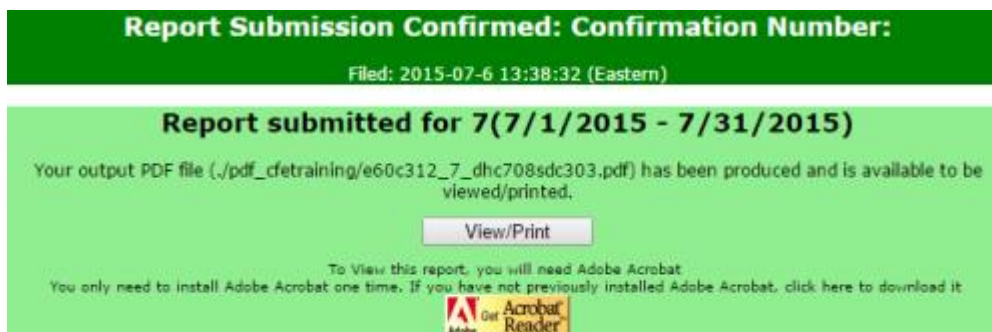 Report Submission Confirmed: Confirmation Number:
Filed: 2015-07-6 13:38:32 (Eastern)
Report submitted for 7(7/1/2015 - 7/31/2015)
Your output PDF file (./pdf_cfetraining/e60c312_7_dhc708sdc303.pdf) has been produced and is available to be
viewed/printed.
View/Print
To View this report, you will need Adobe Acrobat
You only need to install Adobe Acrobat one time. If you have not previously installed Adobe Acrobat, click here to download it
Adobe Get Acrobat
Reader